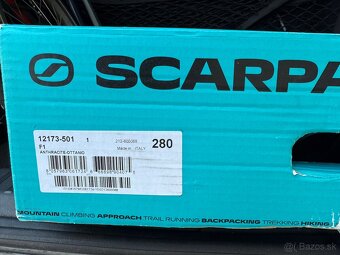 SCARPA
12173-501 1
F1
ANTHRACITE-OTTANIO
280
Made in ITALY
MOUNTAIN CLIMBING APPROACH TRAIL RUNNING BACKPACKING TREKKING HIKING
Bazos.sk